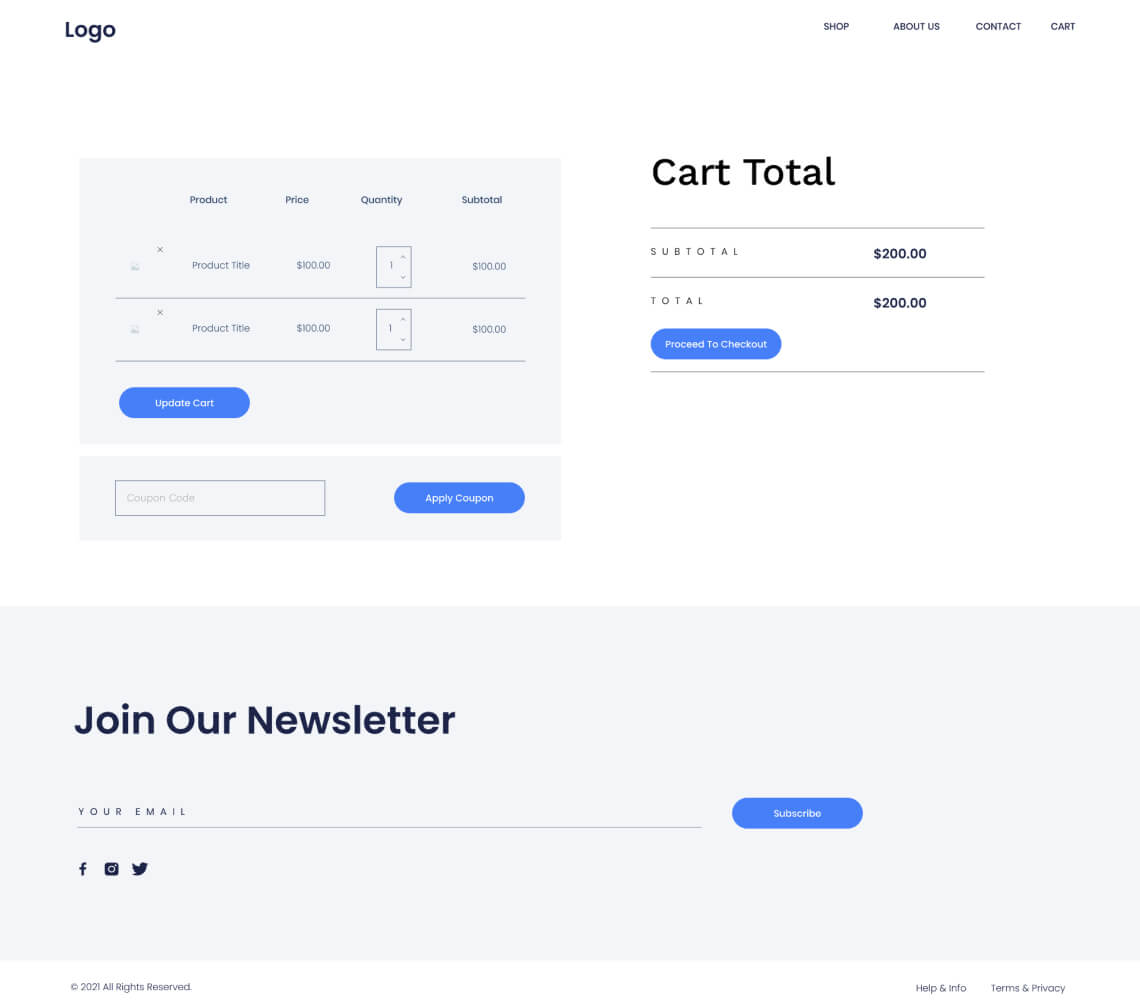 Logo
SHOP ABOUT US CONTACT CART
Product Price Quantity Subtotal
Product Title $100.00 1 $100.00
Product Title $100.00 1 $100.00
Update Cart
Coupon Code
Apply Coupon
Cart Total
SUBTOTAL $200.00
TOTAL $200.00
Proceed To Checkout
Join Our Newsletter
YOUR EMAIL
Subscribe
© 2021 All Rights Reserved.
Help & Info Terms & Privacy